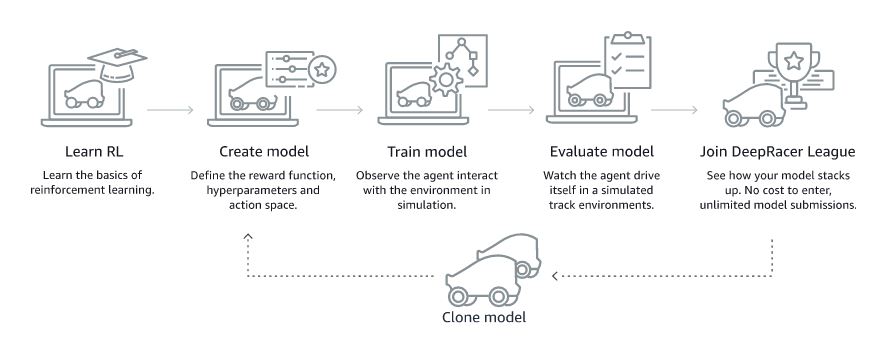 Learn RL
Learn the basics of
reinforcement learning.
Create model
Define the reward function,
hyperparameters and
action space.
Train model
Observe the agent interact
with the environment in
simulation.
Evaluate model
Watch the agent drive
itself in a simulated
track environments.
Join DeepRacer League
See how your model stacks
up. No cost to enter,
unlimited model submissions.
Clone model